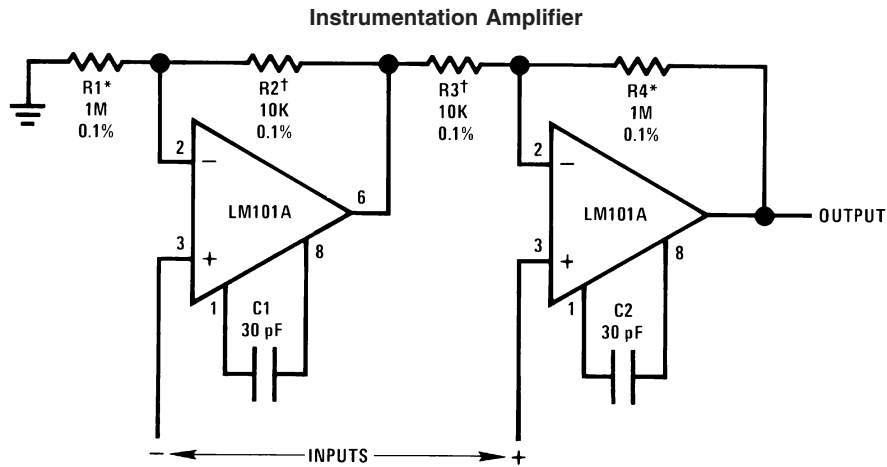 Instrumentation Amplifier
R1*
1M
0.1%
R2†
10K
0.1%
R3†
10K
0.1%
R4*
1M
0.1%
2
−
LM101A
6
3
+
8
1
C1
30 pF
2
−
LM101A
OUTPUT
3
+
8
1
C2
30 pF
− INPUTS +